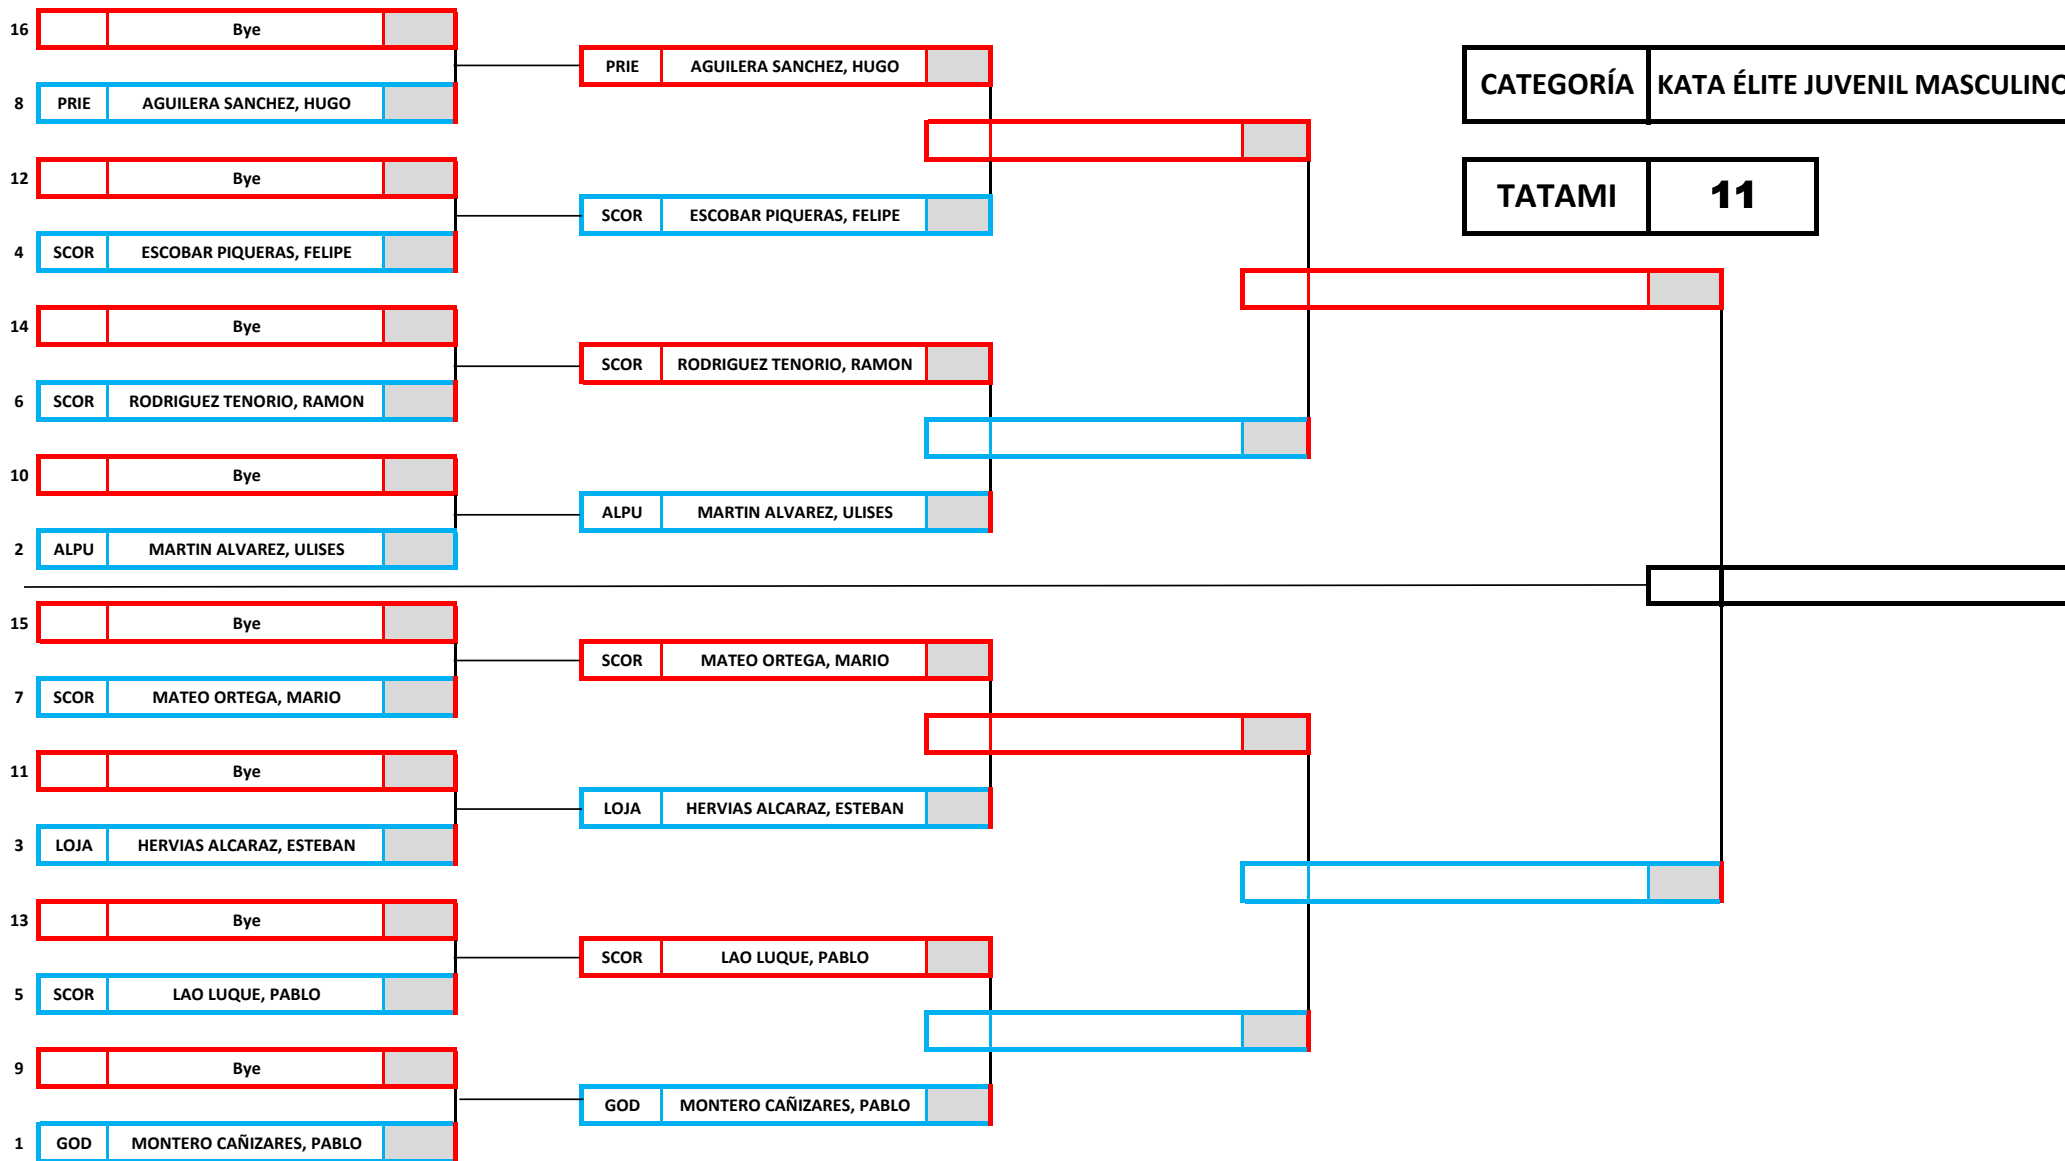 16 Bye
PRIE AGUILERA SANCHEZ, HUGO
CATEGORÍA KATA ÉLITE JUVENIL MASCULINO
8 PRIE AGUILERA SANCHEZ, HUGO
12 Bye
TATAMI 11
SCOR ESCOBAR PIQUERAS, FELIPE
4 SCOR ESCOBAR PIQUERAS, FELIPE
14 Bye
SCOR RODRIGUEZ TENORIO, RAMON
6 SCOR RODRIGUEZ TENORIO, RAMON
10 Bye
ALPU MARTIN ALVAREZ, ULISES
2 ALPU MARTIN ALVAREZ, ULISES
15 Bye
SCOR MATEO ORTEGA, MARIO
7 SCOR MATEO ORTEGA, MARIO
11 Bye
LOJA HERVIAS ALCARAZ, ESTEBAN
3 LOJA HERVIAS ALCARAZ, ESTEBAN
13 Bye
SCOR LAO LUQUE, PABLO
5 SCOR LAO LUQUE, PABLO
9 Bye
GOD MONTERO CAÑIZARES, PABLO
1 GOD MONTERO CAÑIZARES, PABLO